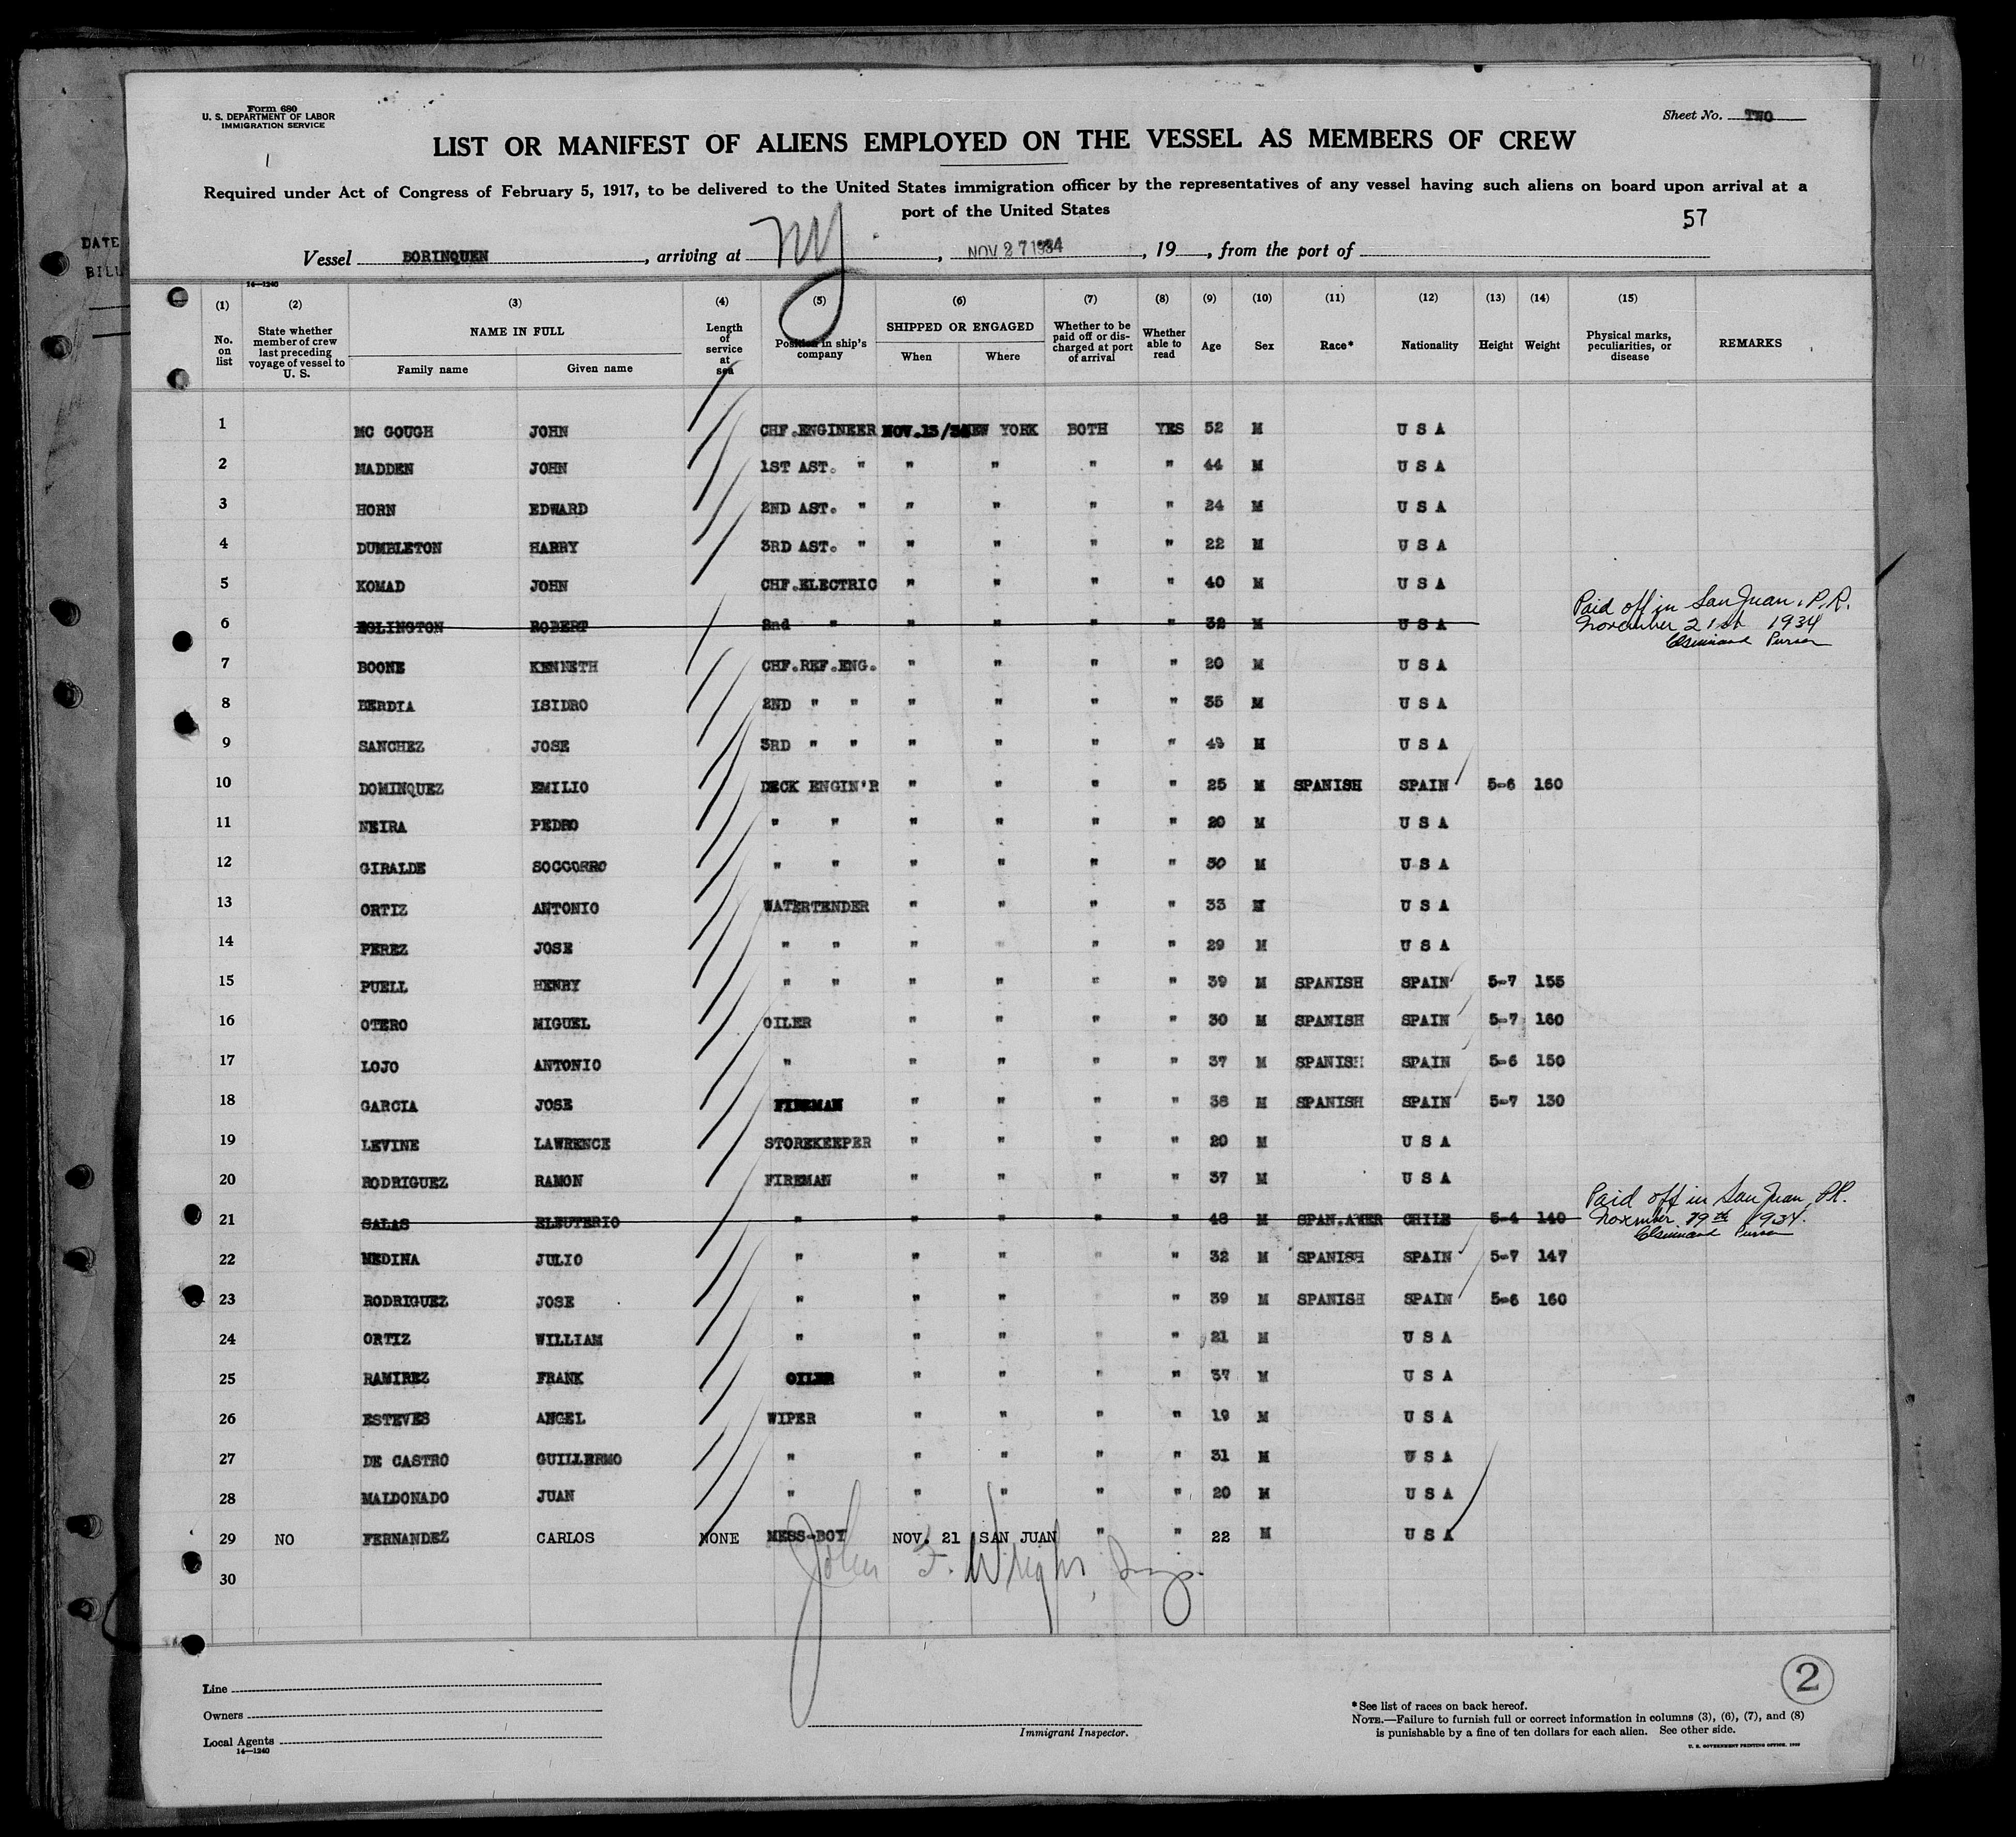 Form 680
U. S. DEPARTMENT OF LABOR
IMMIGRATION SERVICE
Sheet No. TWO
LIST OR MANIFEST OF ALIENS EMPLOYED ON THE VESSEL AS MEMBERS OF CREW
Required under Act of Congress of February 5, 1917, to be delivered to the United States immigration officer by the representatives of any vessel having such aliens on board upon arrival at a
port of the United States
57
DATE
BILL
Vessel BORINQUEN, arriving at NY, NOV 27 1934, 19, from the port of
14—1240
(1) (2) (3) (4) (5) (6) (7) (8) (9) (10) (11) (12) (13) (14) (15)
No. on list State whether member of crew last preceding voyage of vessel to U. S. NAME IN FULL Family name Given name Length of service at sea Position in ship's company SHIPPED OR ENGAGED When Where Whether to be paid off or discharged at port of arrival Whether able to read Age Sex Race* Nationality Height Weight Physical marks, peculiarities, or disease REMARKS
1 MC GOUGH JOHN CHF.ENGINEER NOV.13/34 NEW YORK BOTH YES 52 M U S A
2 MADDEN JOHN 1ST AST. " " " " " 44 M U S A
3 HORN EDWARD 2ND AST. " " " " " 24 M U S A
4 DUMBLETON HARRY 3RD AST. " " " " " 22 M U S A
5 KOMAD JOHN CHF.ELECTRIC " " " " 40 M U S A
6 EGLINGTON ROBERT 2nd " " " " " 32 M U S A Paid off in San Juan, P.R. November 21st 1934 Purser
7 BOONE KENNETH CHF.REF.ENG. " " " " 20 M U S A
8 BERDIA ISIDRO 2ND " " " " " " 35 M U S A
9 SANCHEZ JOSE 3RD " " " " " " 49 M U S A
10 DOMINQUEZ EMILIO DECK ENGIN'R " " " " 25 M SPANISH SPAIN 5-6 160
11 NEIRA PEDRO " " " " " " 20 M U S A
12 GIRALDE SOCCORRO " " " " " " 30 M U S A
13 ORTIZ ANTONIO WATERTENDER " " " " 33 M U S A
14 PEREZ JOSE " " " " " " 29 M U S A
15 PUELL HENRY " " " " " " 39 M SPANISH SPAIN 5-7 155
16 OTERO MIGUEL OILER " " " " 30 M SPANISH SPAIN 5-7 160
17 LOJO ANTONIO " " " " " 37 M SPANISH SPAIN 5-6 150
18 GARCIA JOSE FIREMAN " " " " 38 M SPANISH SPAIN 5-7 130
19 LEVINE LAWRENCE STOREKEEPER " " " " 20 M U S A
20 RODRIGUEZ RAMON FIREMAN " " " " 37 M U S A
21 SALAS ELEUTERIO " " " " " 48 M SPAN.AMER CHILE 5-4 140 Paid off in San Juan P.R. November 19th 1934. Purser
22 MEDINA JULIO " " " " " 32 M SPANISH SPAIN 5-7 147
23 RODRIGUEZ JOSE " " " " " 39 M SPANISH SPAIN 5-6 160
24 ORTIZ WILLIAM " " " " " 21 M U S A
25 RAMIREZ FRANK OILER " " " " 37 M U S A
26 ESTEVES ANGEL WIPER " " " " 19 M U S A
27 DE CASTRO GUILLERMO " " " " " 31 M U S A
28 MALDONADO JUAN " " " " " 20 M U S A
29 NO FERNANDEZ CARLOS NONE MESS-BOY NOV. 21 SAN JUAN " " 22 M U S A
30
John F. Wright, Insp.
Line
Owners
Local Agents
14—1240
Immigrant Inspector.
2
*See list of races on back hereof.
NOTE.—Failure to furnish full or correct information in columns (3), (6), (7), and (8)
is punishable by a fine of ten dollars for each alien. See other side.
U. S. GOVERNMENT PRINTING OFFICE. 1930